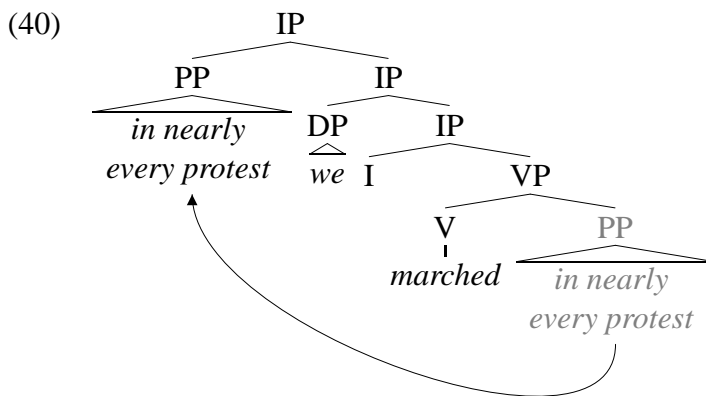 (40) IP
PP IP
in nearly
every protest
DP IP
we I VP
V PP
marched in nearly
every protest